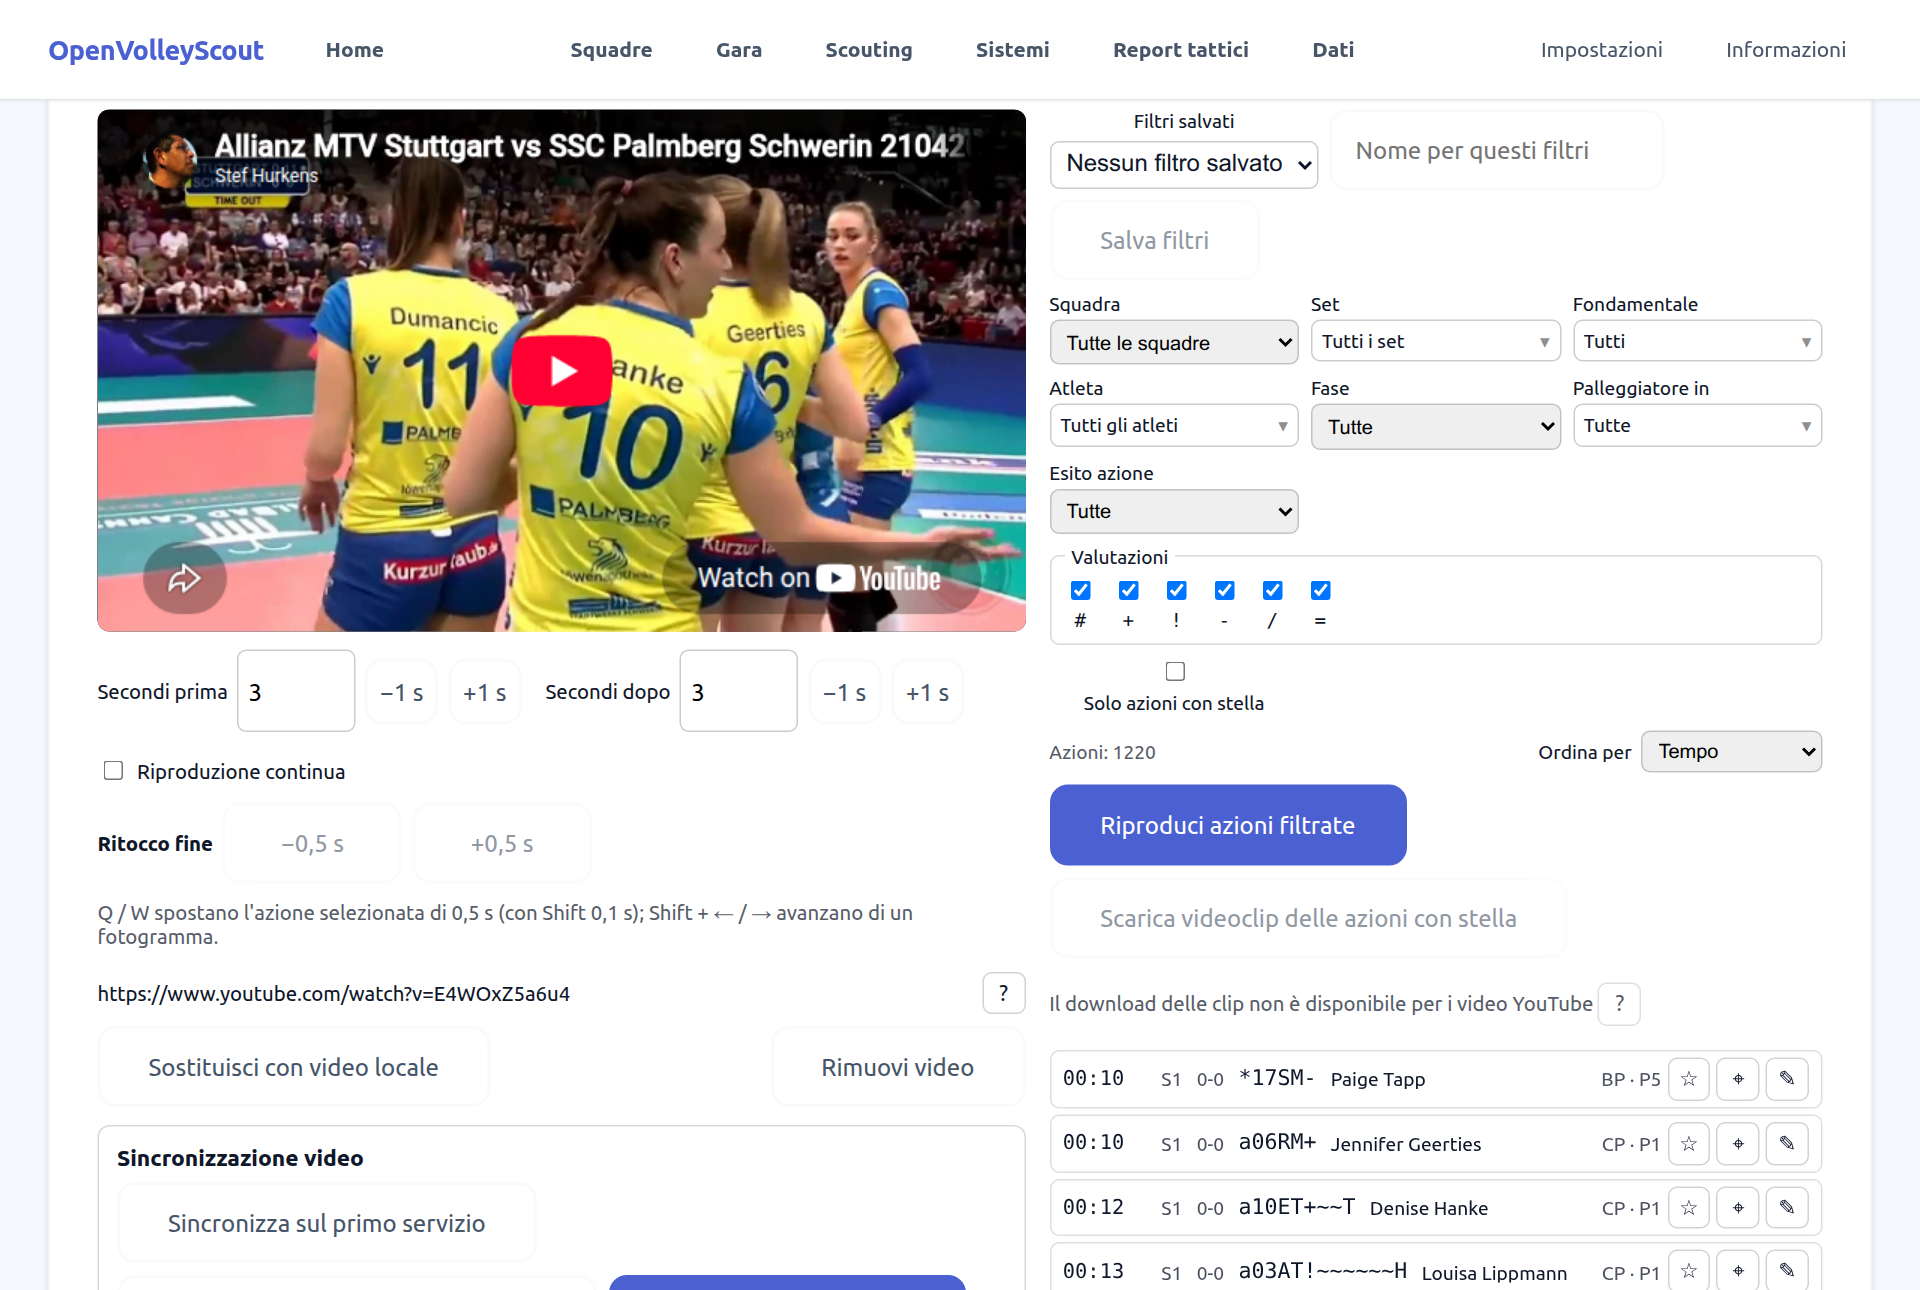 OpenVolleyScout
Home
Squadre
Gara
Scouting
Sistemi
Report tattici
Dati
Impostazioni
Informazioni
Allianz MTV Stuttgart vs SSC Palmberg Schwerin 21042
Stef Hurkens
TIME OUT
Dumancic
11
PALMB
Kurzurlaub.
anke
10
PALMBERG
Geerties
6
Kurzur
Watch on YouTube
Secondi prima
3
−1 s
+1 s
Secondi dopo
3
−1 s
+1 s
Riproduzione continua
Ritocco fine
−0,5 s
+0,5 s
Q / W spostano l'azione selezionata di 0,5 s (con Shift 0,1 s); Shift + ← / → avanzano di un
fotogramma.
https://www.youtube.com/watch?v=E4WOxZ5a6u4
?
Sostituisci con video locale
Rimuovi video
Sincronizzazione video
Sincronizza sul primo servizio
Filtri salvati
Nessun filtro salvato
Nome per questi filtri
Salva filtri
Squadra
Set
Fondamentale
Tutte le squadre
Tutti i set
Tutti
Atleta
Fase
Palleggiatore in
Tutti gli atleti
Tutte
Tutte
Esito azione
Tutte
Valutazioni
# + ! - / =
Solo azioni con stella
Azioni: 1220
Ordina per
Tempo
Riproduci azioni filtrate
Scarica videoclip delle azioni con stella
Il download delle clip non è disponibile per i video YouTube ?
00:10 S1 0-0 *17SM- Paige Tapp BP · P5 ☆ ⌖ ✎
00:10 S1 0-0 a06RM+ Jennifer Geerties CP · P1 ☆ ⌖ ✎
00:12 S1 0-0 a10ET+~~T Denise Hanke CP · P1 ☆ ⌖ ✎
00:13 S1 0-0 a03AT!~~~~~~H Louisa Lippmann CP · P1 ☆ ⌖ ✎